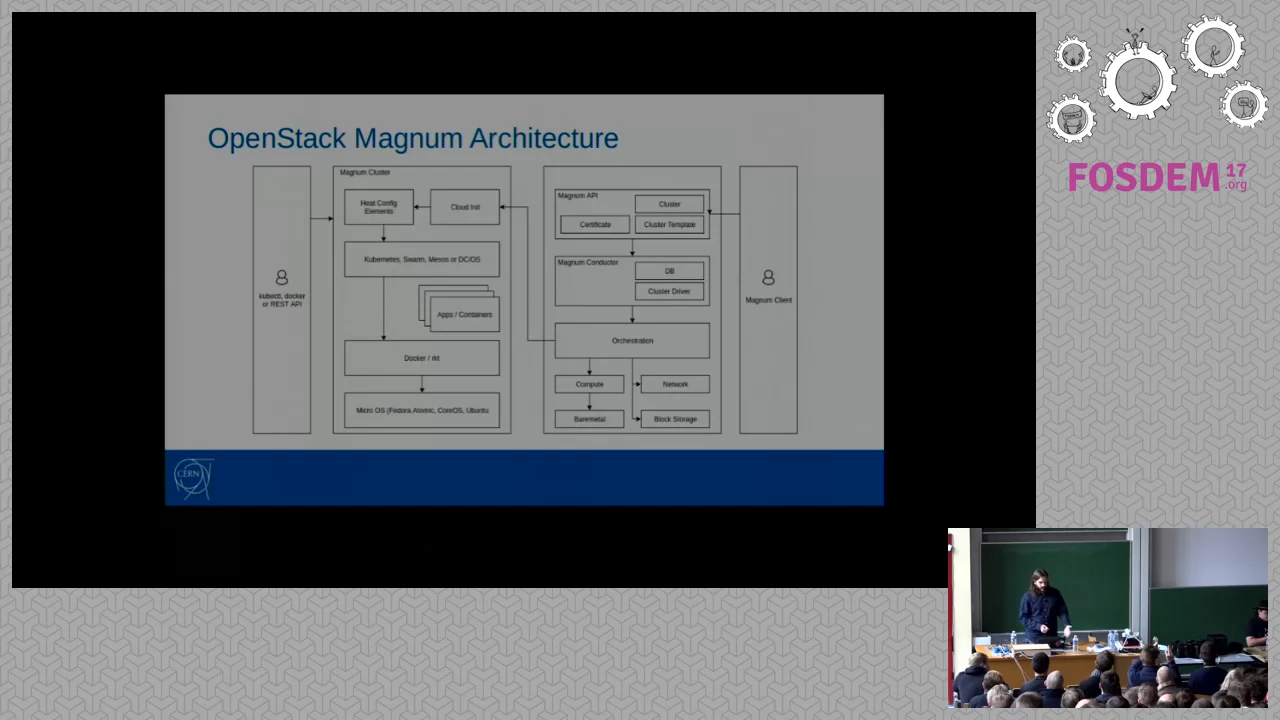 OpenStack Magnum Architecture
kubectl, docker
or REST API
Magnum Cluster
Heat Config
Elements
Cloud Init
Kubernetes, Swarm, Mesos or DC/OS
Apps / Containers
Docker / rkt
Micro OS (Fedora Atomic, CoreOS, Ubuntu
Magnum API
Cluster
Certificate
Cluster Template
Magnum Conductor
DB
Cluster Driver
Orchestration
Compute
Network
Baremetal
Block Storage
Magnum Client
CERN
FOSDEM 17
.org